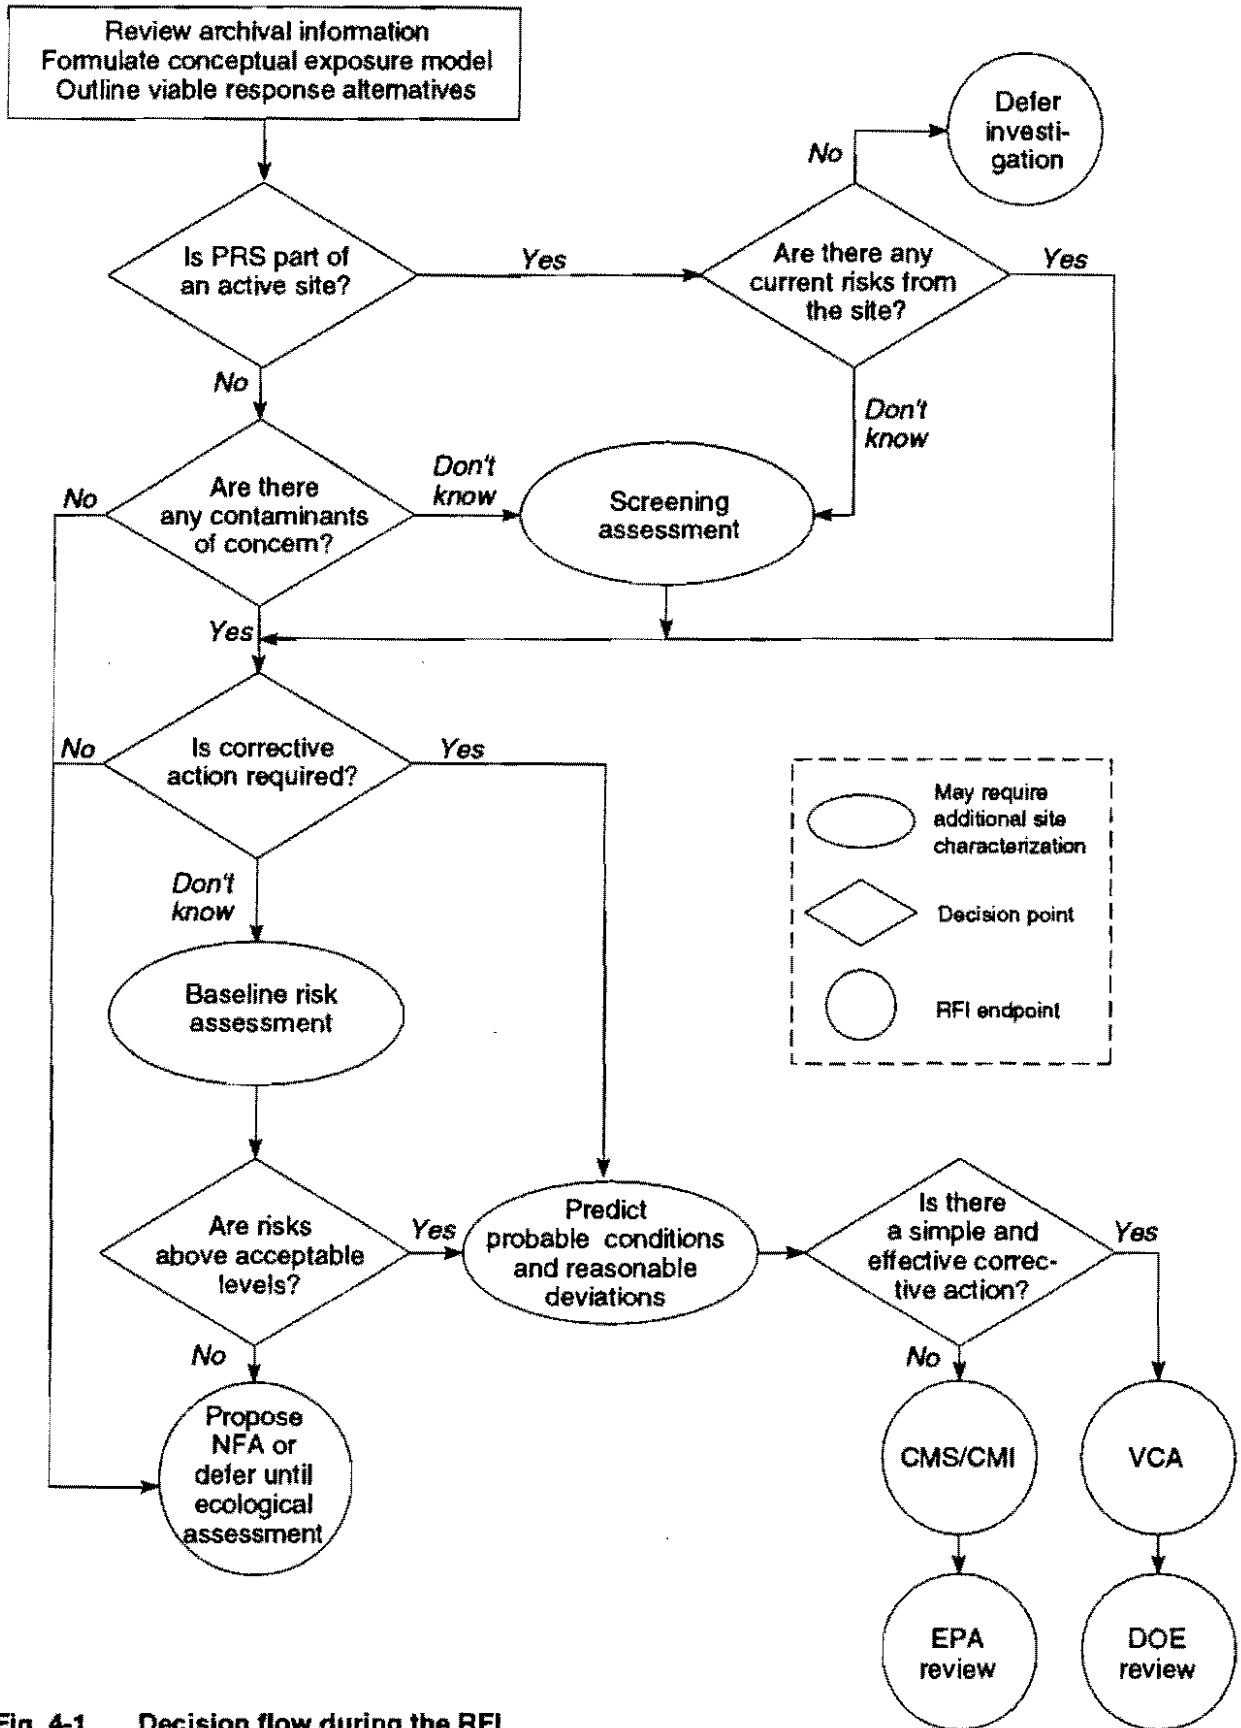 Review archival information
Formulate conceptual exposure model
Outline viable response alternatives
Defer
investi-
gation
No
Is PRS part of
an active site?
Yes
Are there any
current risks from
the site?
Yes
No
Don't
know
No
Are there
any contaminants
of concern?
Don't
know
Screening
assessment
Yes
No
Is corrective
action required?
Yes
May require
additional site
characterization
Decision point
RFI endpoint
Don't
know
Baseline risk
assessment
Are risks
above acceptable
levels?
Yes
Predict
probable conditions
and reasonable
deviations
Is there
a simple and
effective correc-
tive action?
Yes
No
No
Propose
NFA or
defer until
ecological
assessment
CMS/CMI
VCA
EPA
review
DOE
review
Fig. 4-1 Decision flow during the RFI